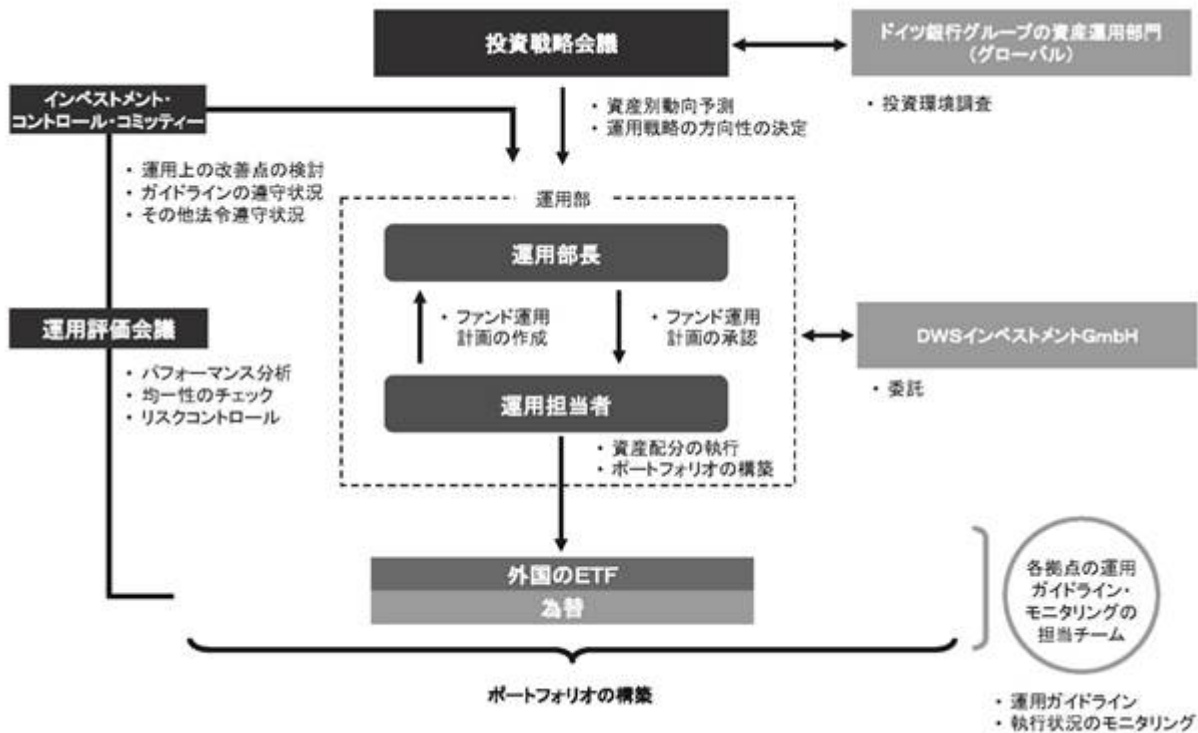 投資戦略会議
ドイツ銀行グループの資産運用部門
(グローバル)
・投資環境調査
・資産別動向予測
・運用戦略の方向性の決定
インベストメント・
コントロール・コミッティー
・運用上の改善点の検討
・ガイドラインの遵守状況
・その他法令遵守状況
運用部
運用部長
・ファンド運用
計画の作成
・ファンド運用
計画の承認
運用評価会議
・パフォーマンス分析
・均一性のチェック
・リスクコントロール
DWSインベストメントGmbH
・委託
運用担当者
・資産配分の執行
・ポートフォリオの構築
外国のETF
為替
各拠点の運用
ガイドライン・
モニタリングの
担当チーム
ポートフォリオの構築
・運用ガイドライン
・執行状況のモニタリング